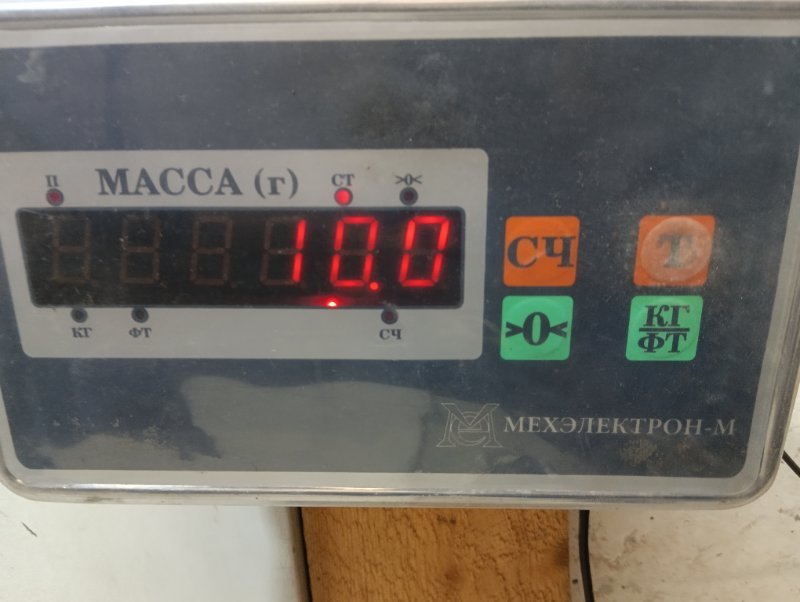 П МАССА (г) СТ >0<
10.0
КГ ФТ СЧ
СЧ Т
>0< КГ
ФТ
МЕХЭЛЕКТРОН-М